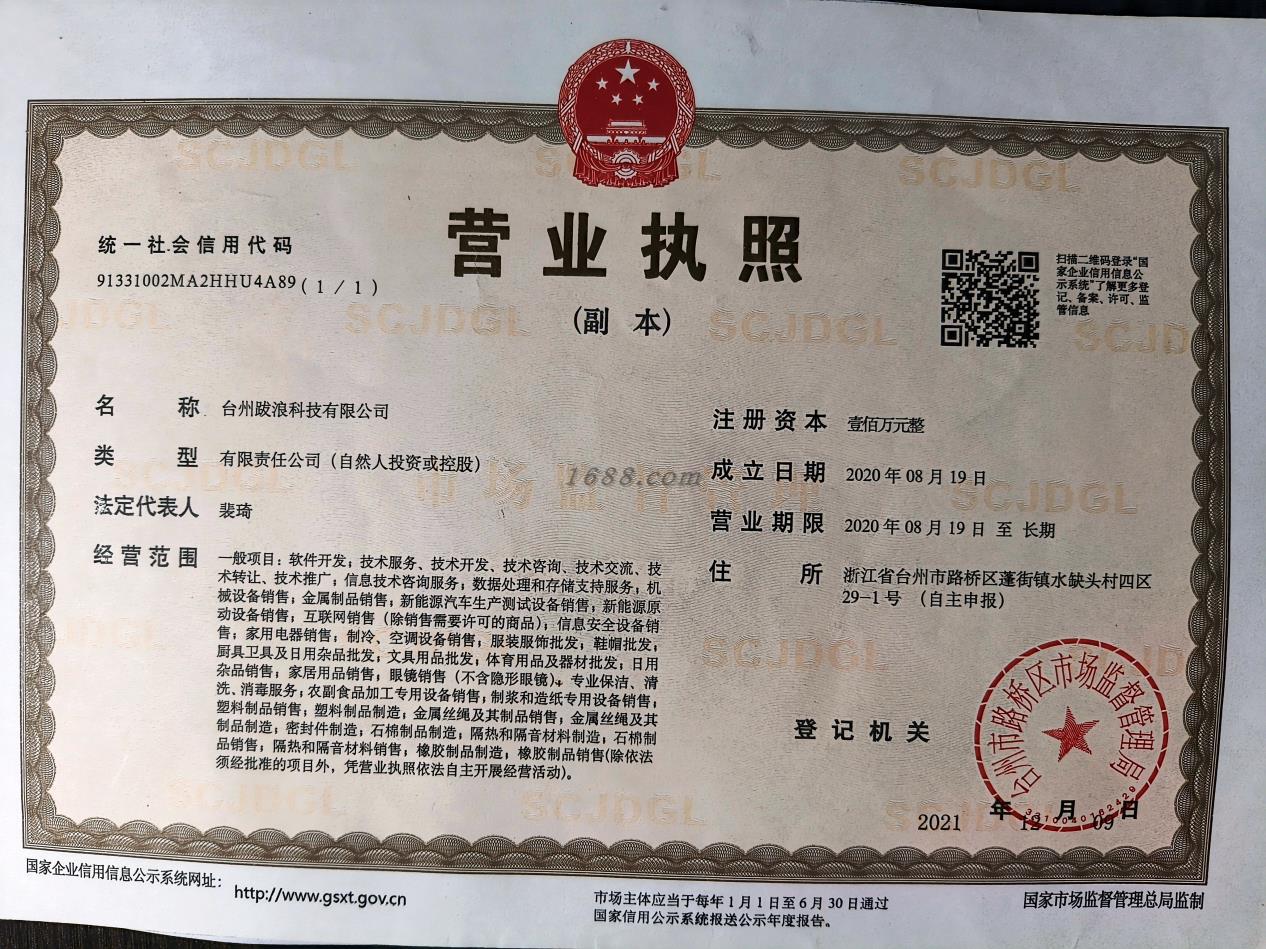 统一社会信用代码
91331002MA2HHU4A89(1/1)
营业执照
(副 本)
扫描二维码登录“国
家企业信用信息公
示系统”了解更多登
记、备案、许可、监
管信息
名 称 台州跋浪科技有限公司
类 型 有限责任公司(自然人投资或控股)
法定代表人 裴琦
经营范围 一般项目:软件开发;技术服务、技术开发、技术咨询、技术交流、技
术转让、技术推广;信息技术咨询服务;数据处理和存储支持服务;机
械设备销售;金属制品销售;新能源汽车生产测试设备销售;新能源原
动设备销售;互联网销售(除销售需要许可的商品);信息安全设备销
售;家用电器销售;制冷、空调设备销售;服装服饰批发;鞋帽批发;
厨具卫具及日用杂品批发;文具用品批发;体育用品及器材批发;日用
杂品销售;家居用品销售;眼镜销售(不含隐形眼镜);专业保洁、清
洗、消毒服务;农副食品加工专用设备销售;制浆和造纸专用设备销售;
塑料制品销售;塑料制品制造;金属丝绳及其制品销售;金属丝绳及其
制品制造;密封件制造;石棉制品制造;隔热和隔音材料制造;石棉制
品销售;隔热和隔音材料销售;橡胶制品制造;橡胶制品销售(除依法
须经批准的项目外,凭营业执照依法自主开展经营活动)。
注册资本 壹佰万元整
成立日期 2020年08月19日
营业期限 2020年08月19日 至 长期
住 所 浙江省台州市路桥区蓬街镇水缺头村四区
29-1号 (自主申报)
1688.com
登记机关
台州市路桥区市场监督管理局
2021年12月09日
国家企业信用信息公示系统网址:
http://www.gsxt.gov.cn
市场主体应当于每年1月1日至6月30日通过
国家信用公示系统报送公示年度报告。
国家市场监督管理总局监制
SCJDGL